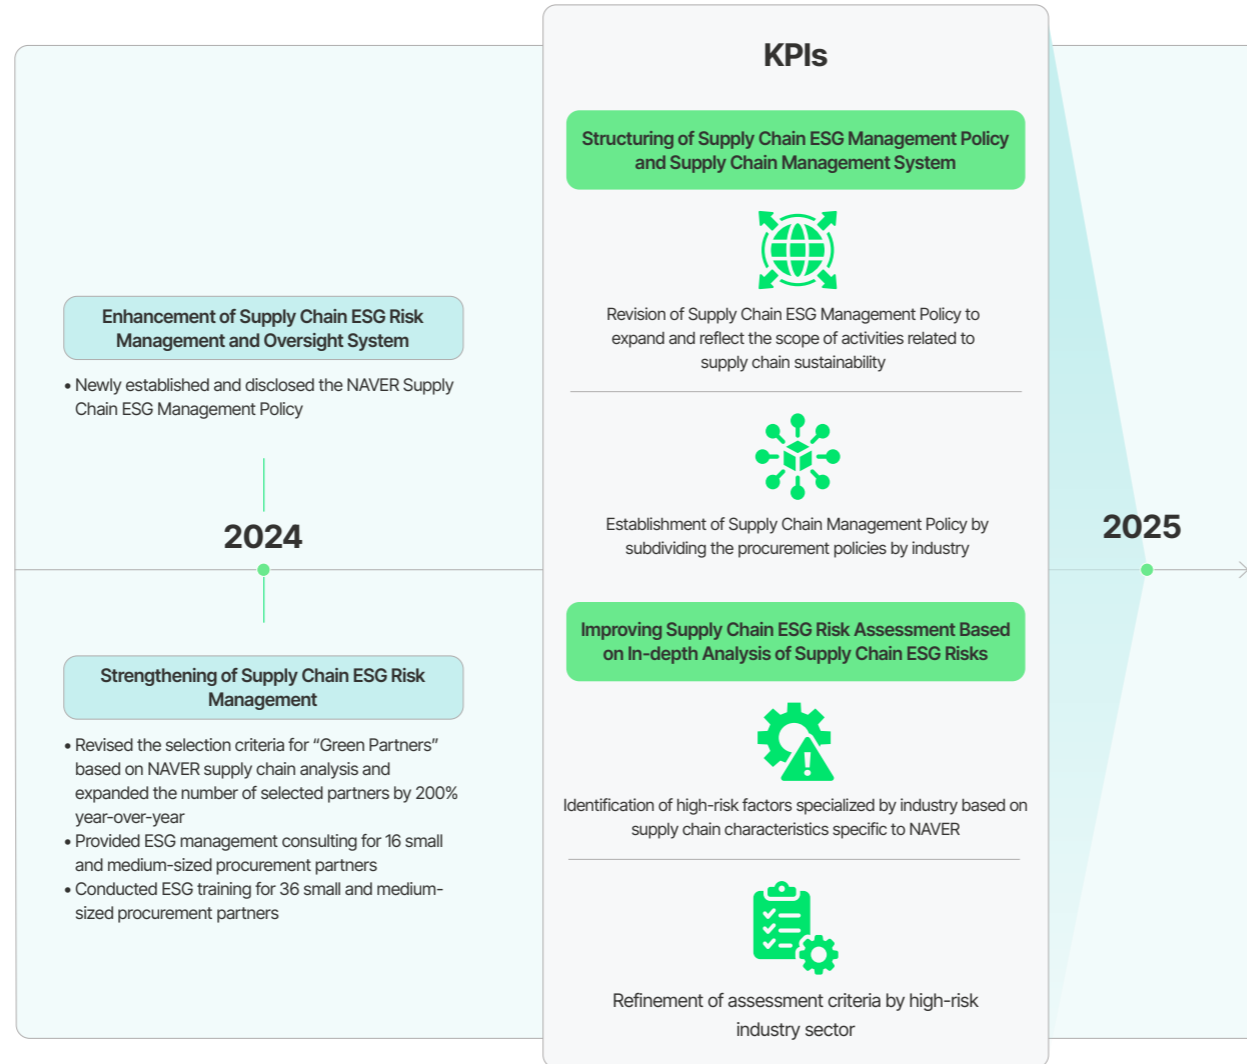 Enhancement of Supply Chain ESG Risk
Management and Oversight System
• Newly established and disclosed the NAVER Supply
Chain ESG Management Policy
2024
Strengthening of Supply Chain ESG Risk
Management
• Revised the selection criteria for “Green Partners”
based on NAVER supply chain analysis and
expanded the number of selected partners by 200%
year-over-year
• Provided ESG management consulting for 16 small
and medium-sized procurement partners
• Conducted ESG training for 36 small and medium-
sized procurement partners
KPIs
Structuring of Supply Chain ESG Management Policy
and Supply Chain Management System
Revision of Supply Chain ESG Management Policy to
expand and reflect the scope of activities related to
supply chain sustainability
Establishment of Supply Chain Management Policy by
subdividing the procurement policies by industry
Improving Supply Chain ESG Risk Assessment Based
on In-depth Analysis of Supply Chain ESG Risks
Identification of high-risk factors specialized by industry based on
supply chain characteristics specific to NAVER
Refinement of assessment criteria by high-risk
industry sector
2025